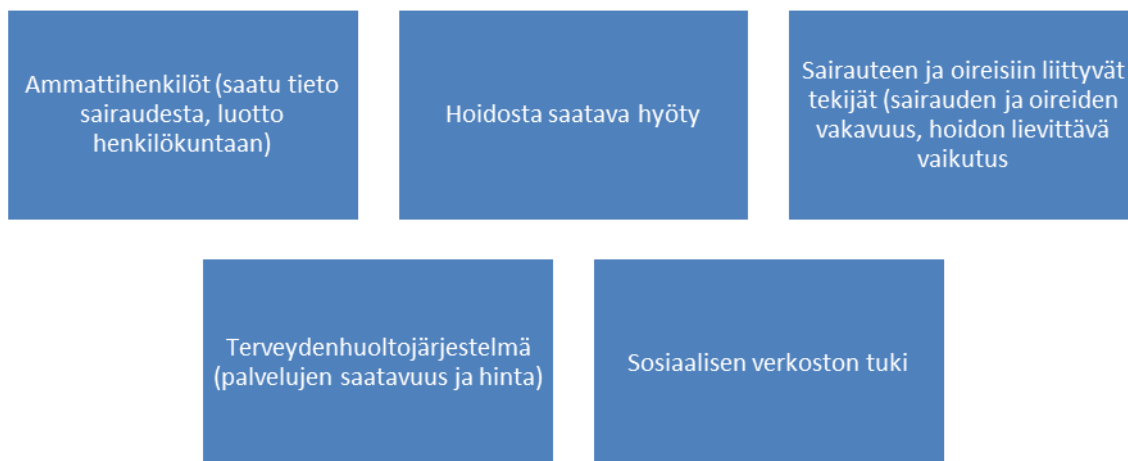 Ammattihenkilöt (saatu tieto
sairaudesta, luotto
henkilökuntaan)
Hoidosta saatava hyöty
Sairauteen ja oireisiin liittyvät
tekijät (sairauden ja oireiden
vakavuus, hoidon lievittävä
vaikutus
Terveydenhuoltojärjestelmä
(palvelujen saatavuus ja hinta)
Sosiaalisen verkoston tuki